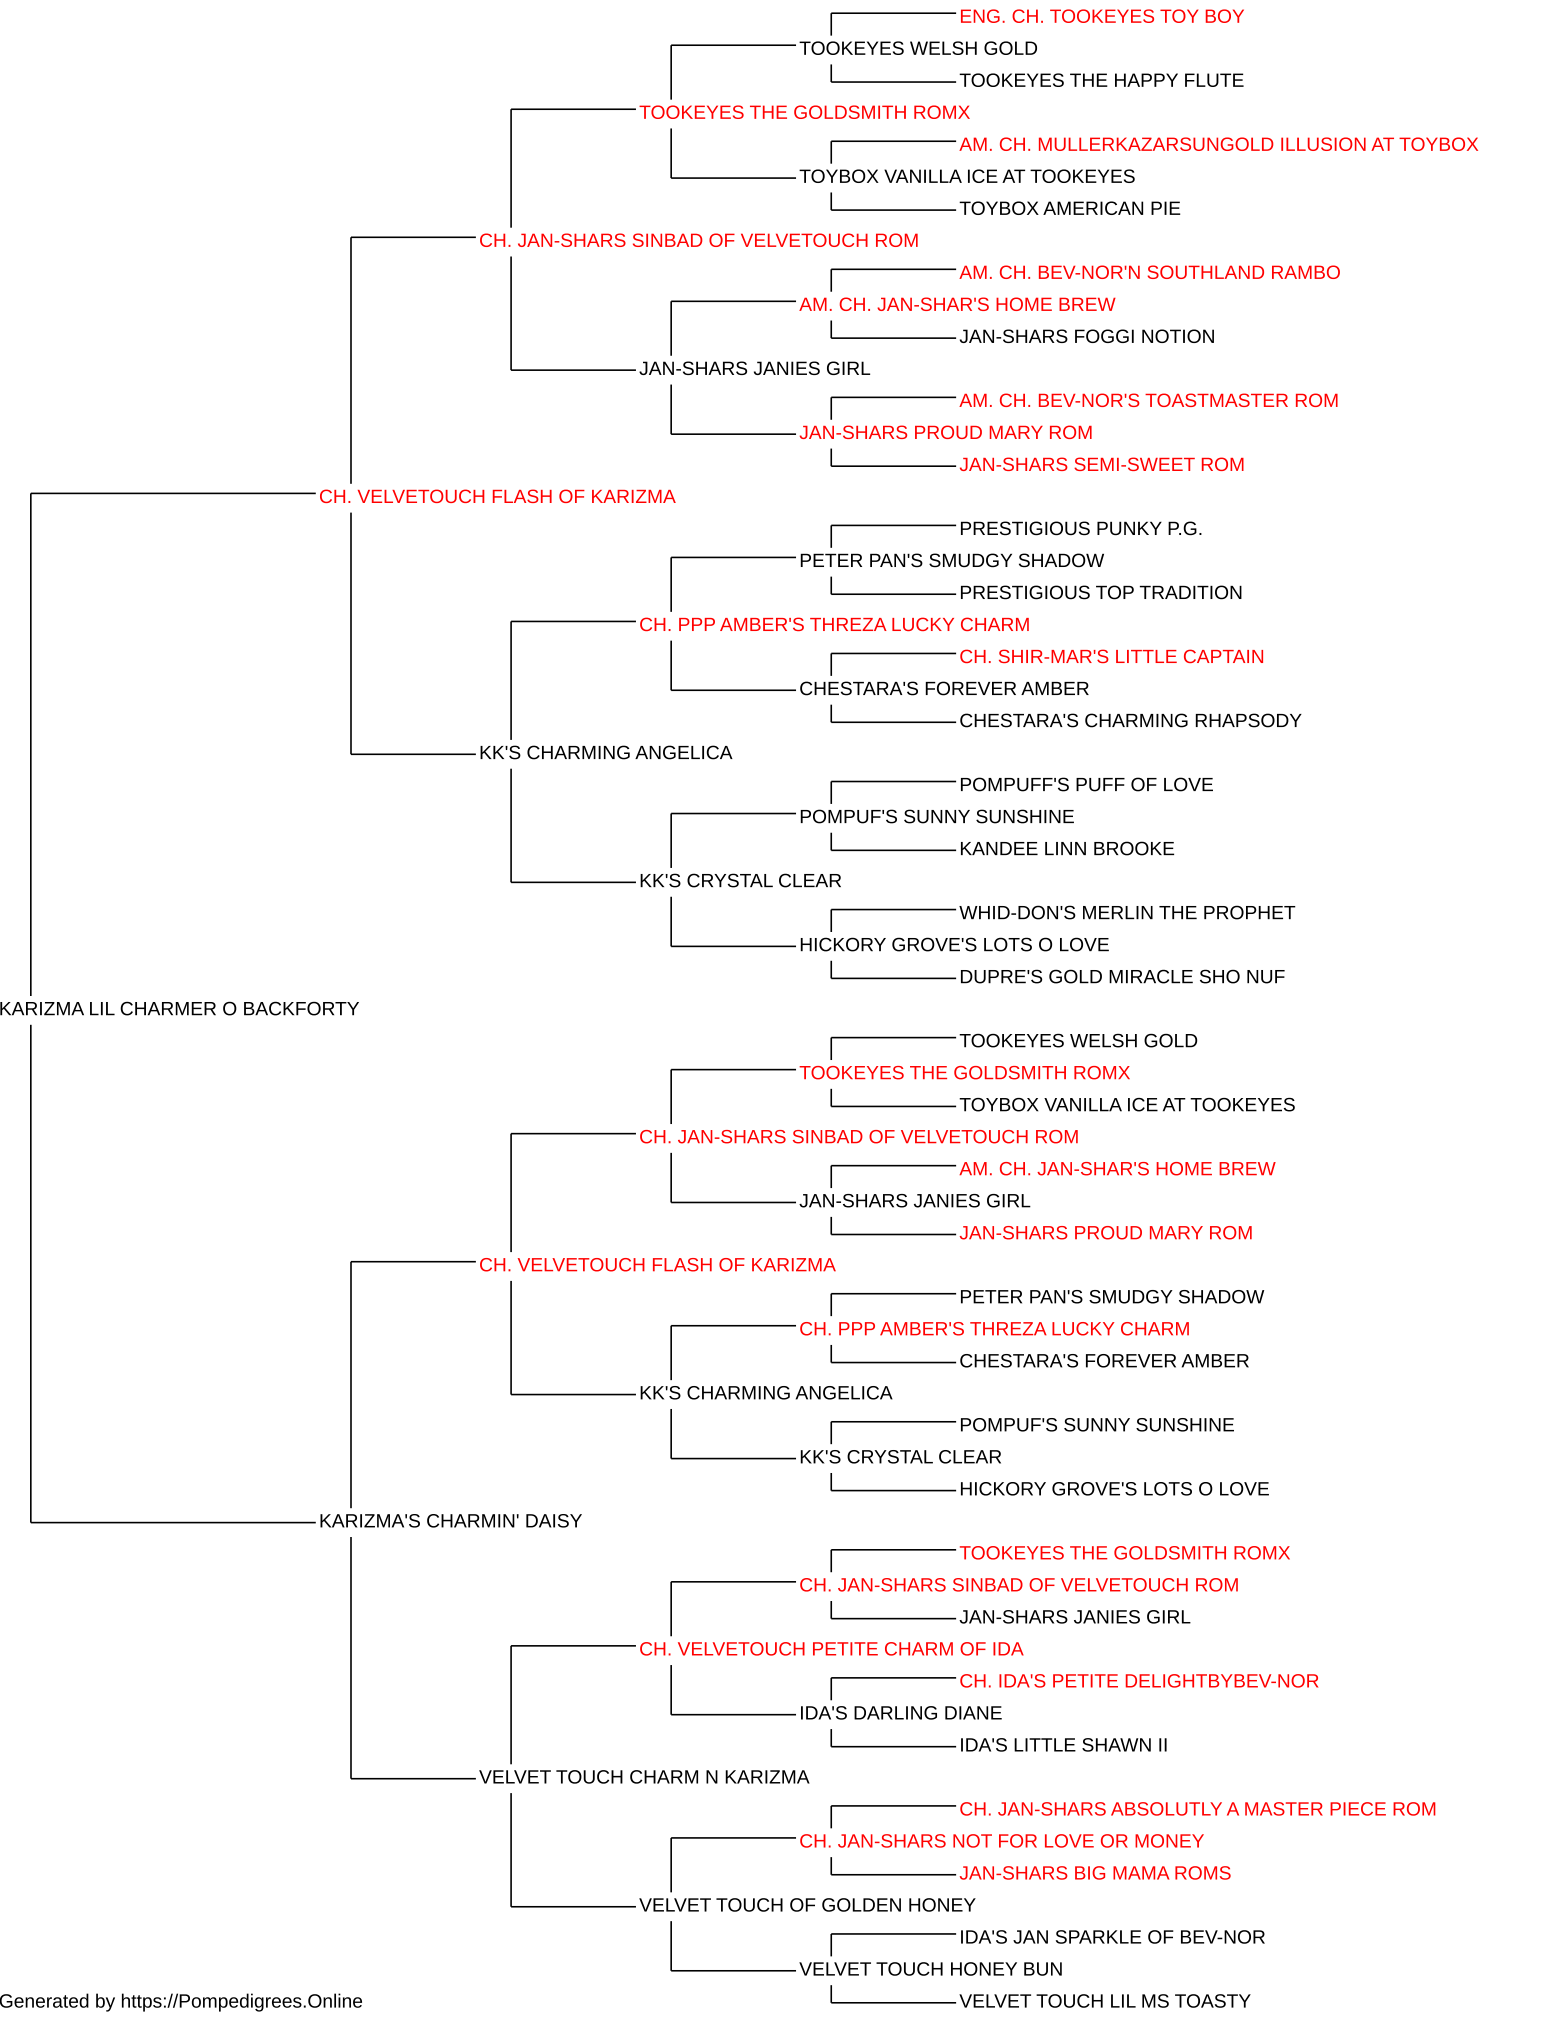 ENG. CH. TOOKEYES TOY BOY
TOOKEYES WELSH GOLD
TOOKEYES THE HAPPY FLUTE
TOOKEYES THE GOLDSMITH ROMX
AM. CH. MULLERKAZARSUNGOLD ILLUSION AT TOYBOX
TOYBOX VANILLA ICE AT TOOKEYES
TOYBOX AMERICAN PIE
CH. JAN-SHARS SINBAD OF VELVETOUCH ROM
AM. CH. BEV-NOR'N SOUTHLAND RAMBO
AM. CH. JAN-SHAR'S HOME BREW
JAN-SHARS FOGGI NOTION
JAN-SHARS JANIES GIRL
AM. CH. BEV-NOR'S TOASTMASTER ROM
JAN-SHARS PROUD MARY ROM
JAN-SHARS SEMI-SWEET ROM
CH. VELVETOUCH FLASH OF KARIZMA
PRESTIGIOUS PUNKY P.G.
PETER PAN'S SMUDGY SHADOW
PRESTIGIOUS TOP TRADITION
CH. PPP AMBER'S THREZA LUCKY CHARM
CH. SHIR-MAR'S LITTLE CAPTAIN
CHESTARA'S FOREVER AMBER
CHESTARA'S CHARMING RHAPSODY
KK'S CHARMING ANGELICA
POMPUFF'S PUFF OF LOVE
POMPUF'S SUNNY SUNSHINE
KANDEE LINN BROOKE
KK'S CRYSTAL CLEAR
WHID-DON'S MERLIN THE PROPHET
HICKORY GROVE'S LOTS O LOVE
DUPRE'S GOLD MIRACLE SHO NUF
KARIZMA LIL CHARMER O BACKFORTY
TOOKEYES WELSH GOLD
TOOKEYES THE GOLDSMITH ROMX
TOYBOX VANILLA ICE AT TOOKEYES
CH. JAN-SHARS SINBAD OF VELVETOUCH ROM
AM. CH. JAN-SHAR'S HOME BREW
JAN-SHARS JANIES GIRL
JAN-SHARS PROUD MARY ROM
CH. VELVETOUCH FLASH OF KARIZMA
PETER PAN'S SMUDGY SHADOW
CH. PPP AMBER'S THREZA LUCKY CHARM
CHESTARA'S FOREVER AMBER
KK'S CHARMING ANGELICA
POMPUF'S SUNNY SUNSHINE
KK'S CRYSTAL CLEAR
HICKORY GROVE'S LOTS O LOVE
KARIZMA'S CHARMIN' DAISY
TOOKEYES THE GOLDSMITH ROMX
CH. JAN-SHARS SINBAD OF VELVETOUCH ROM
JAN-SHARS JANIES GIRL
CH. VELVETOUCH PETITE CHARM OF IDA
CH. IDA'S PETITE DELIGHTBYBEV-NOR
IDA'S DARLING DIANE
IDA'S LITTLE SHAWN II
VELVET TOUCH CHARM N KARIZMA
CH. JAN-SHARS ABSOLUTLY A MASTER PIECE ROM
CH. JAN-SHARS NOT FOR LOVE OR MONEY
JAN-SHARS BIG MAMA ROMS
VELVET TOUCH OF GOLDEN HONEY
IDA'S JAN SPARKLE OF BEV-NOR
VELVET TOUCH HONEY BUN
VELVET TOUCH LIL MS TOASTY
Generated by https://Pompedigrees.Online